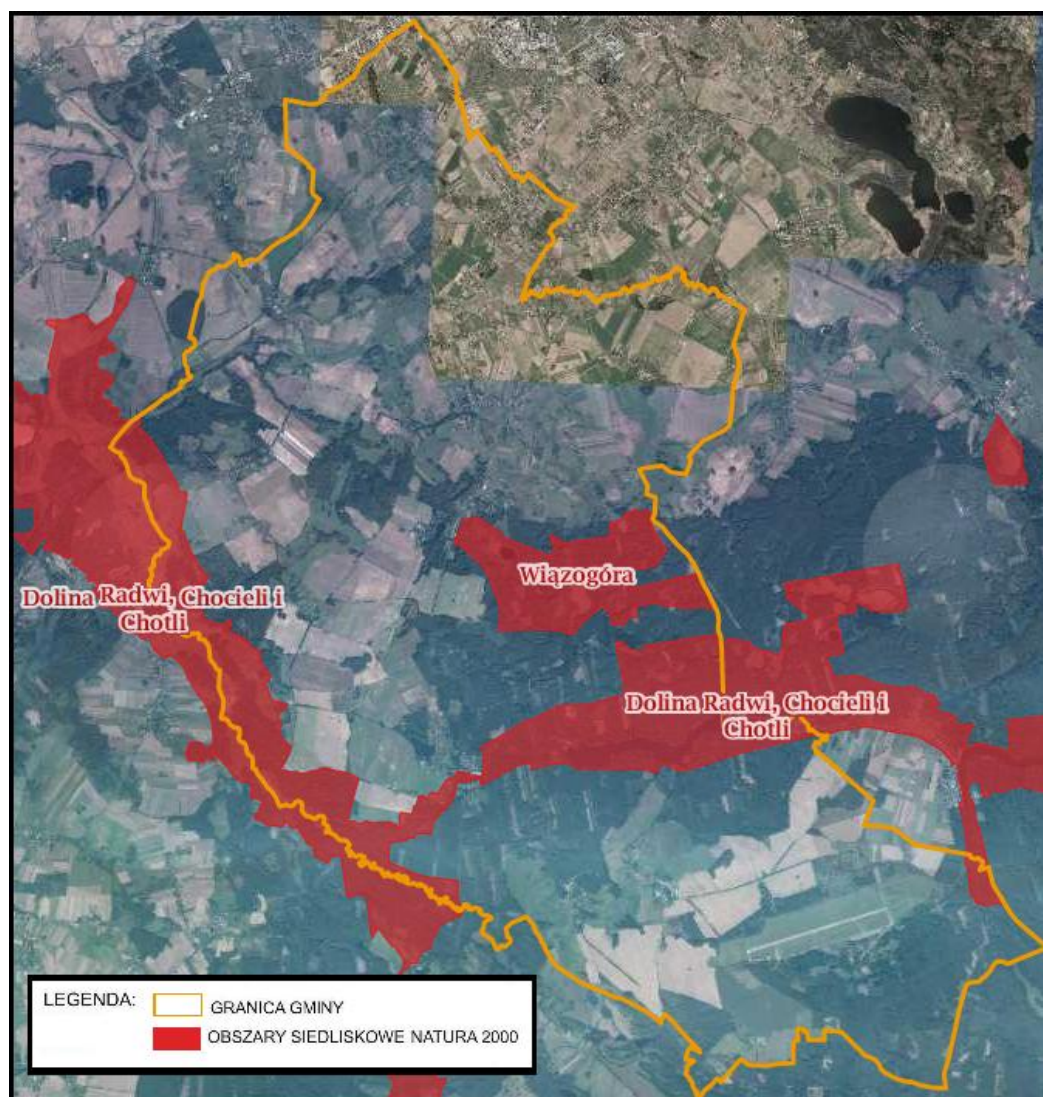 Wiązogóra
Dolina Radwi, Chocieli i
Chotli
Dolina Radwi, Chocieli i
Chotli
LEGENDA:
GRANICA GMINY
OBSZARY SIEDLISKOWE NATURA 2000